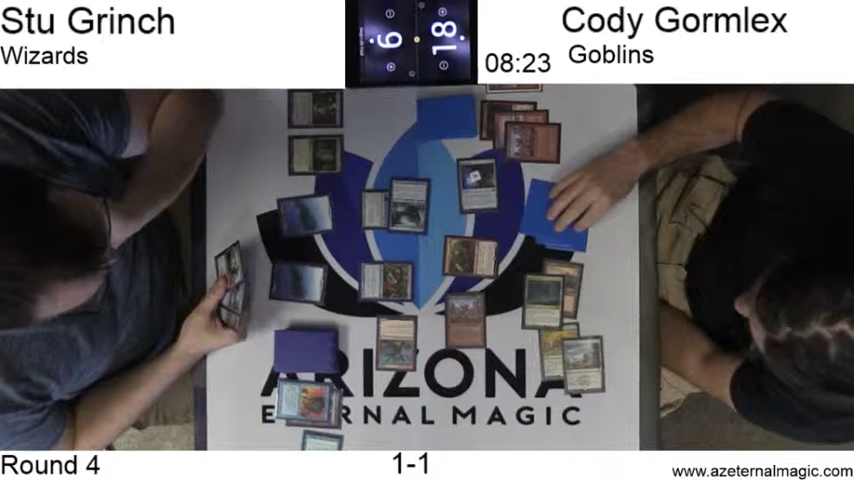 Stu Grinch
Wizards
6
18
08:23
Cody Gormlex
Goblins
ARIZONA
ETERNAL MAGIC
Round 4
1-1
www.azeternalmagic.com